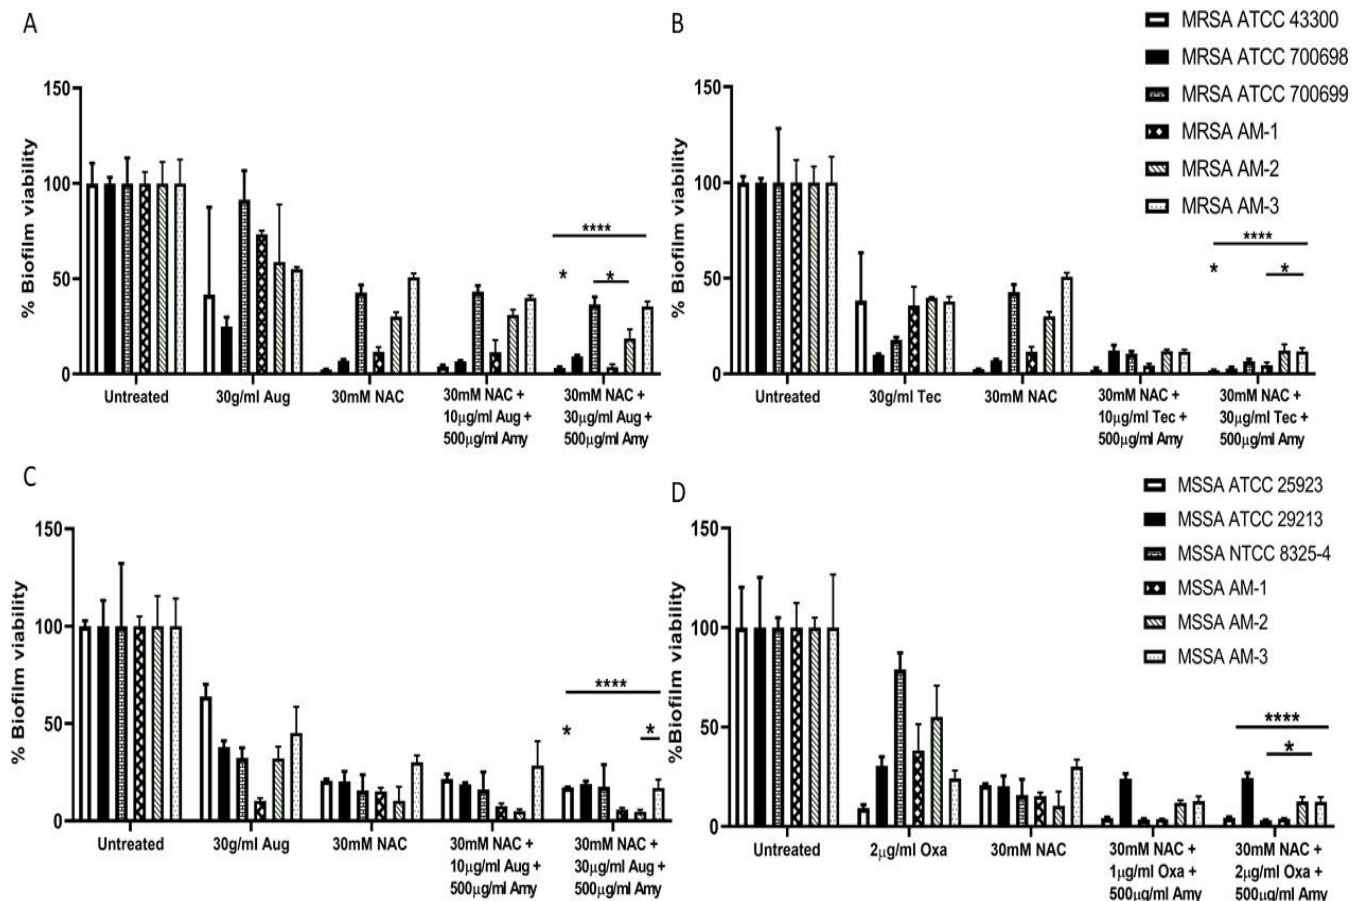 A
% Biofilm viability
150
100
50
0
****
*
*
Untreated
30g/ml Aug
30mM NAC
30mM NAC +
10µg/ml Aug +
500µg/ml Amy
30mM NAC +
30µg/ml Aug +
500µg/ml Amy
B
% Biofilm viability
150
100
50
0
MRSA ATCC 43300
MRSA ATCC 700698
MRSA ATCC 700699
MRSA AM-1
MRSA AM-2
MRSA AM-3
****
*
*
Untreated
30g/ml Tec
30mM NAC
30mM NAC +
10µg/ml Tec +
500µg/ml Amy
30mM NAC +
30µg/ml Tec +
500µg/ml Amy
C
% Biofilm viability
150
100
50
0
****
*
*
Untreated
30g/ml Aug
30mM NAC
30mM NAC +
10µg/ml Aug +
500µg/ml Amy
30mM NAC +
30µg/ml Aug +
500µg/ml Amy
D
%Biofilm viability
150
100
50
0
MSSA ATCC 25923
MSSA ATCC 29213
MSSA NTCC 8325-4
MSSA AM-1
MSSA AM-2
MSSA AM-3
****
*
Untreated
2µg/ml Oxa
30mM NAC
30mM NAC +
1µg/ml Oxa +
500µg/ml Amy
30mM NAC +
2µg/ml Oxa +
500µg/ml Amy